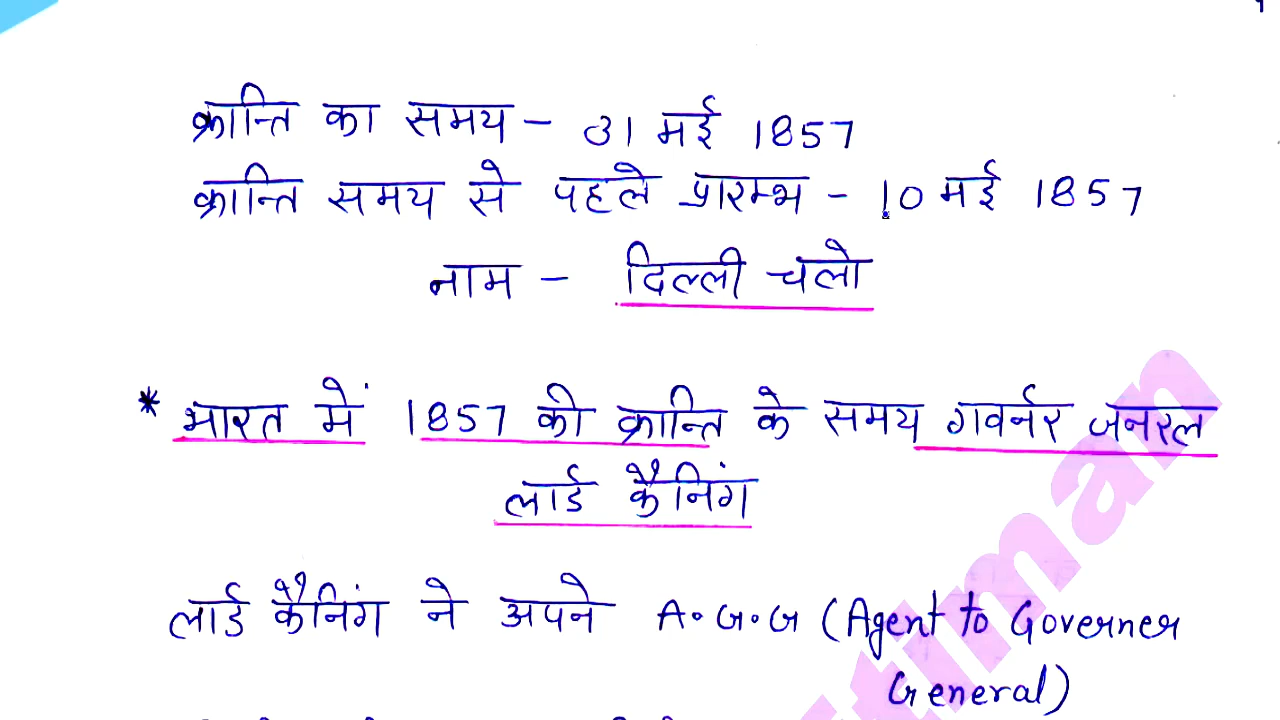 क्रान्ति का समय - 31 मई 1857
क्रान्ति समय से पहले प्रारम्भ - 10 मई 1857
नाम - दिल्ली चलो
* भारत में 1857 की क्रान्ति के समय गवर्नर जनरल
लार्ड कैनिंग
लार्ड कैनिंग ने अपने A.G.G (Agent to Governer
General)